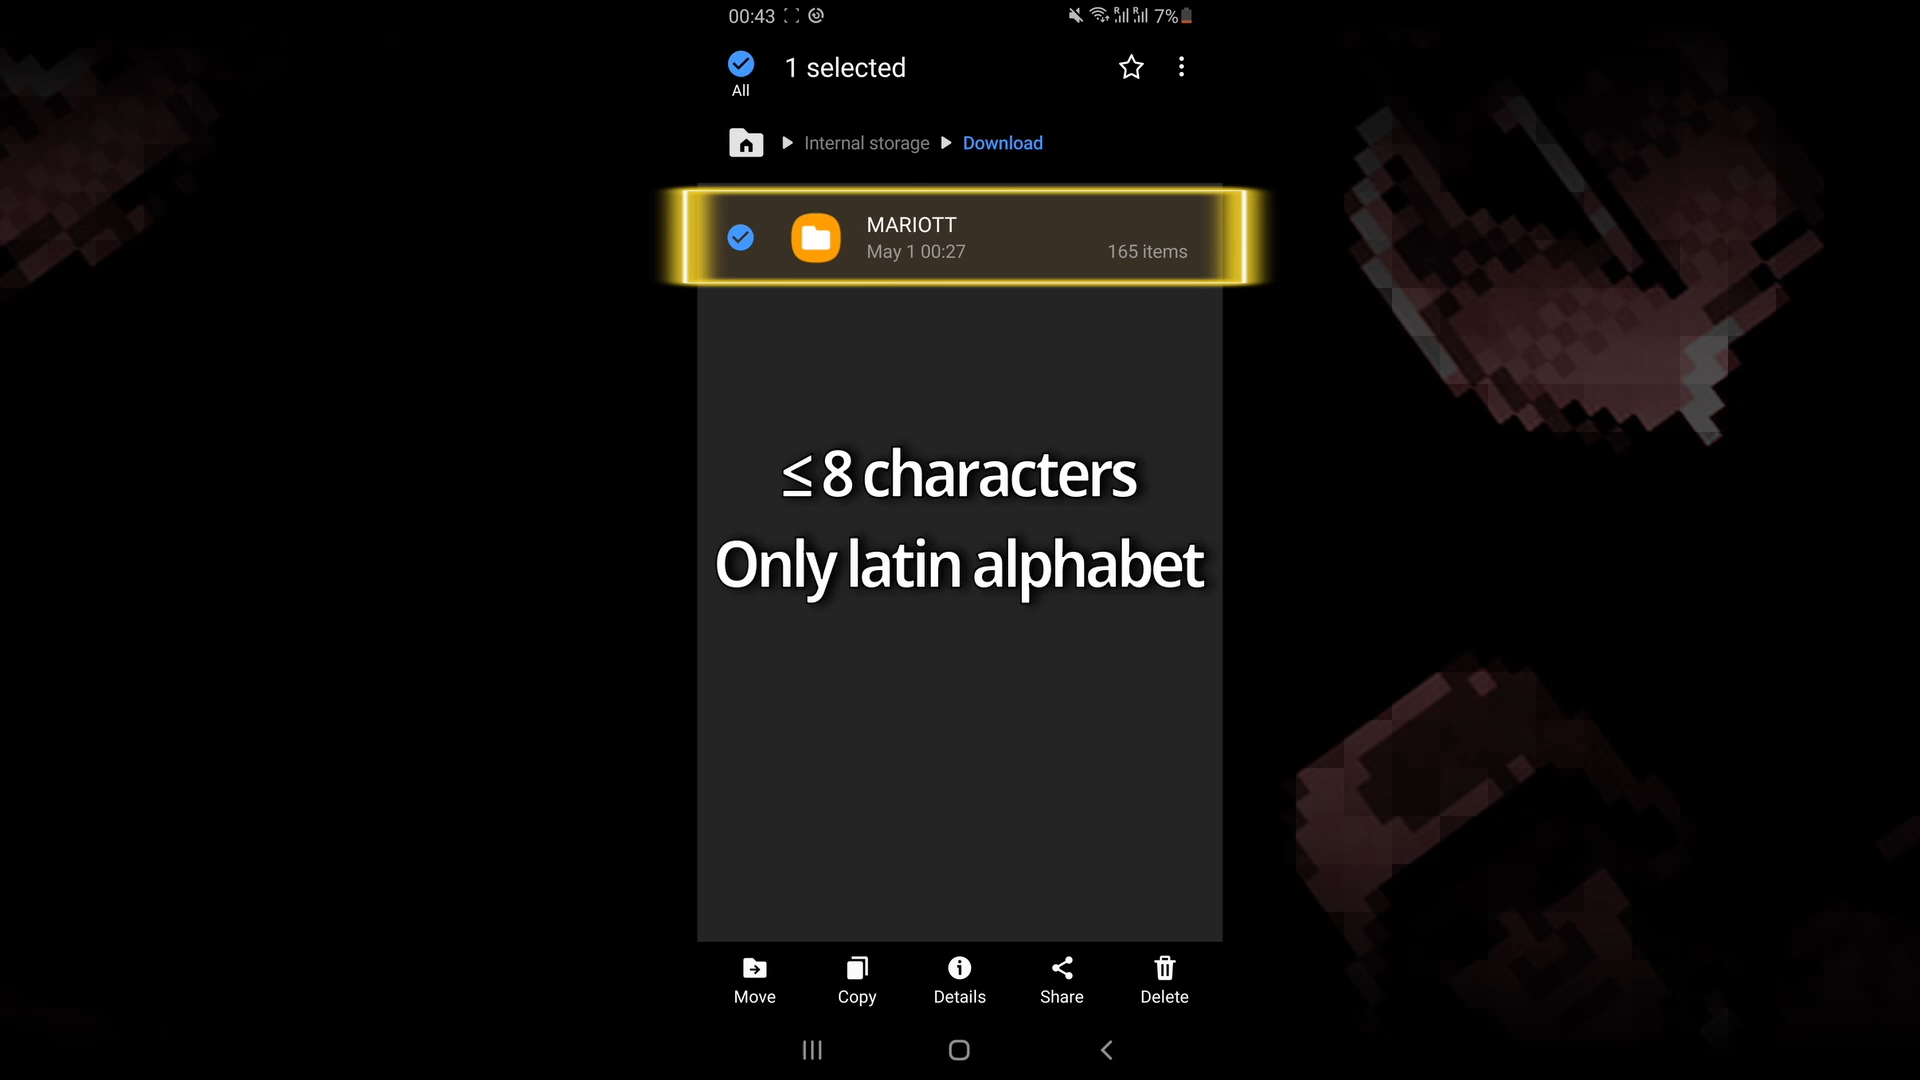 00:43
R R 7%
1 selected
All
Internal storage Download
MARIOTT
May 1 00:27 165 items
≤ 8 characters
Only latin alphabet
Move Copy Details Share Delete